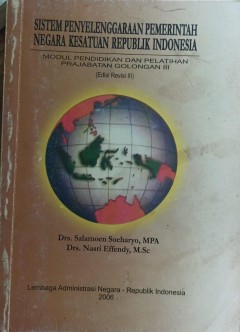 SISTEM PENYELENGGARAAN PEMERINTAH
NEGARA KESATUAN REPUBLIK INDONESIA
MODUL PENDIDIKAN DAN PELATIHAN
PRAJABATAN GOLONGAN III
(Edisi Revisi III)
Drs. Salamoen Soeharyo, MPA
Drs. Nasri Effendy, M.Sc
Lembaga Administrasi Negara - Republik Indonesia
2006